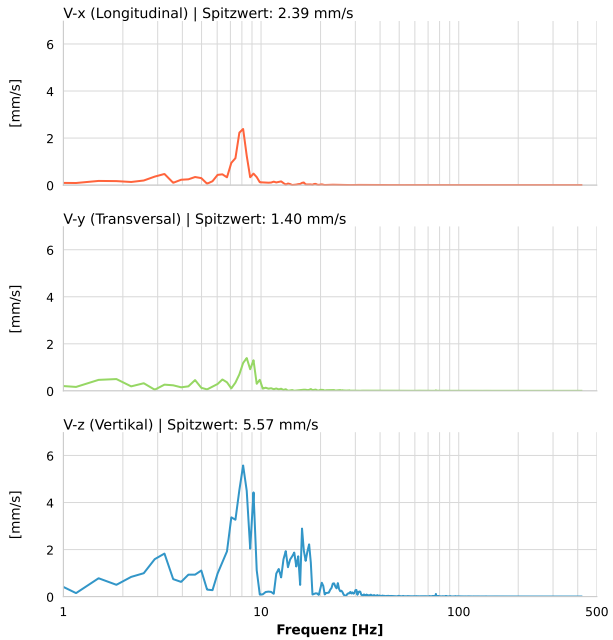 V-x (Longitudinal) | Spitzwert: 2.39 mm/s
6
4
2
0
[mm/s]
V-y (Transversal) | Spitzwert: 1.40 mm/s
6
4
2
0
[mm/s]
V-z (Vertikal) | Spitzwert: 5.57 mm/s
6
4
2
0
[mm/s]
1 10 100 500
Frequenz [Hz]